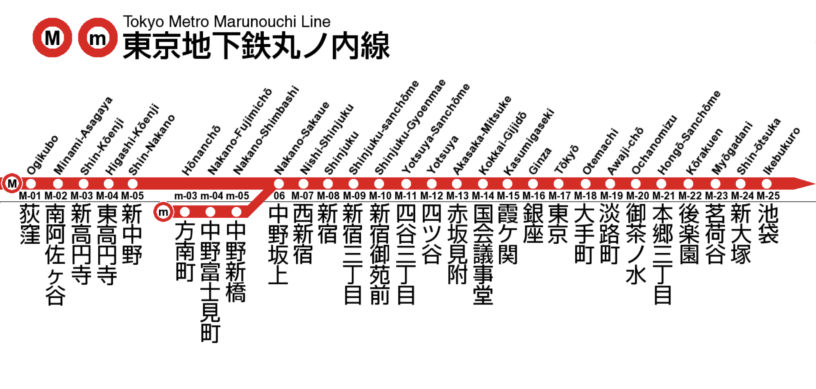 M m Tokyo Metro Marunouchi Line
東京地下鉄丸ノ内線
Ogikubo
Minami-Asagaya
Shin-Kōenji
Higashi-Kōenji
Shin-Nakano
Hōnanchō
Nakano-Fujimichō
Nakano-Shimbashi
Nakano-Sakaue
Nishi-Shinjuku
Shinjuku
Shinjuku-sanchōme
Shinjuku-Gyoenmae
Yotsuya-Sanchōme
Yotsuya
Akasaka-Mitsuke
Kokkai-Gijidō
Kasumigaseki
Ginza
Tōkyō
Otemachi
Awaji-chō
Ochanomizu
Hongō-Sanchōme
Kōrakuen
Myōgadani
Shin-ōtsuka
Ikebukuro
M
M-01 M-02 M-03 M-04 M-05 m-03 m-04 m-05 06 M-07 M-08 M-09 M-10 M-11 M-12 M-13 M-14 M-15 M-16 M-17 M-18 M-19 M-20 M-21 M-22 M-23 M-24 M-25
m
荻窪
南阿佐ヶ谷
新高円寺
東高円寺
新中野
方南町
中野富士見町
中野新橋
中野坂上
西新宿
新宿
新宿三丁目
新宿御苑前
四谷三丁目
四ツ谷
赤坂見附
国会議事堂
霞ケ関
銀座
東京
大手町
淡路町
御茶ノ水
本郷三丁目
後楽園
茗荷谷
新大塚
池袋